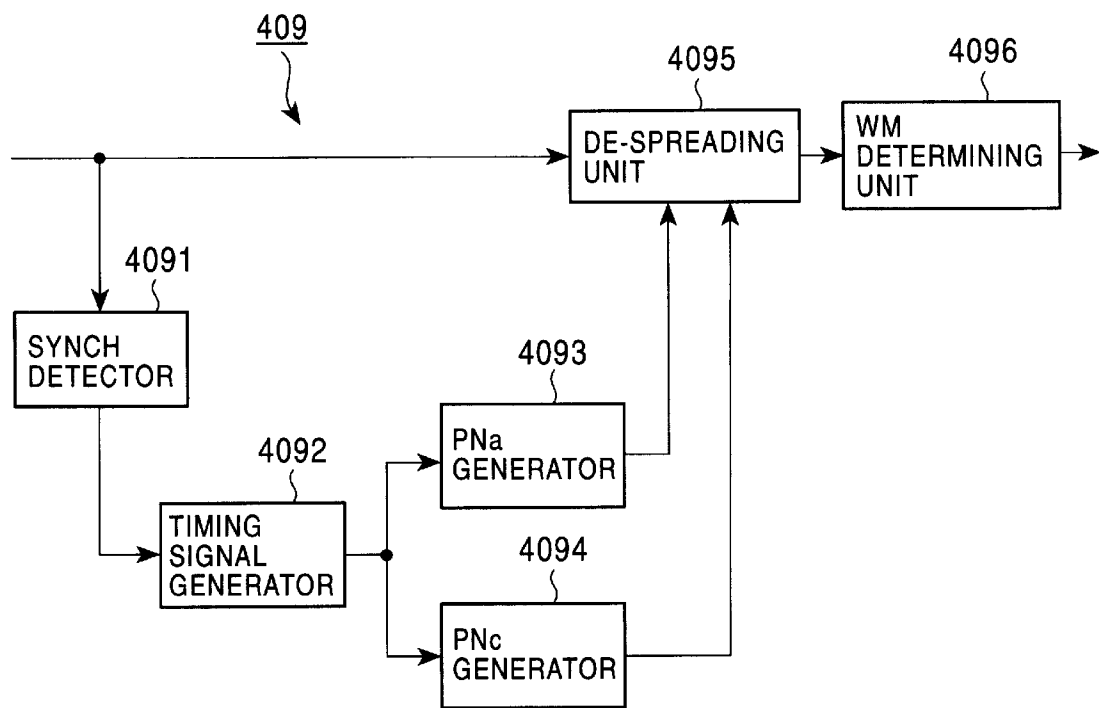 409
4095
4096
DE-SPREADING
UNIT
WM
DETERMINING
UNIT
4091
SYNCH
DETECTOR
4093
PNa
GENERATOR
4092
TIMING
SIGNAL
GENERATOR
4094
PNc
GENERATOR